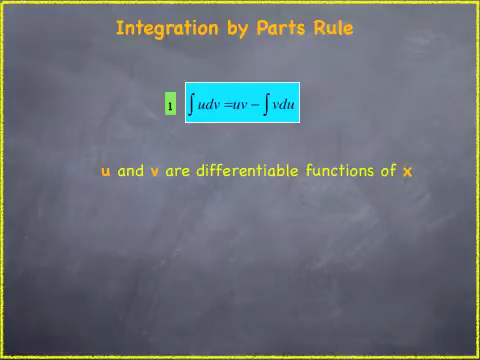 Integration by Parts Rule
1 ∫ udv = uv − ∫ vdu
u and v are differentiable functions of x